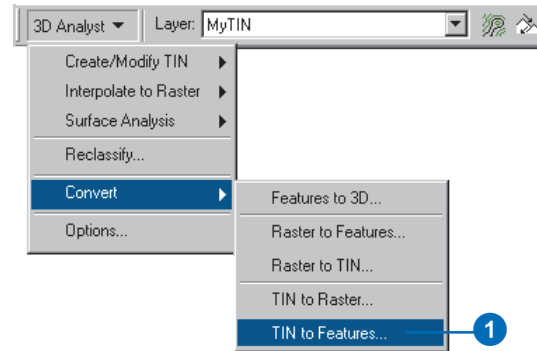 3D Analyst Layer: MyTIN
Create/Modify TIN
Interpolate to Raster
Surface Analysis
Reclassify...
Convert
Options...
Features to 3D...
Raster to Features...
Raster to TIN...
TIN to Raster...
TIN to Features... 1